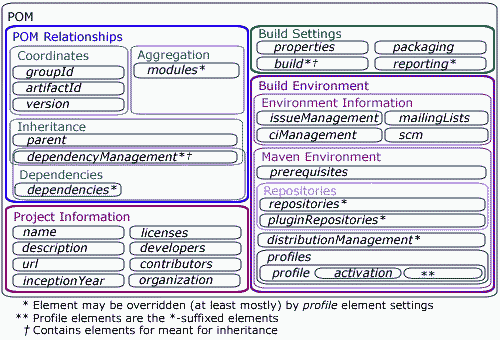 POM
POM Relationships
Coordinates
groupId
artifactId
version
Aggregation
modules*
Inheritance
parent
dependencyManagement*†
Dependencies
dependencies*
Project Information
name
licenses
description
developers
url
contributors
inceptionYear
organization
Build Settings
properties
packaging
build*†
reporting*
Build Environment
Environment Information
issueManagement
mailingLists
ciManagement
scm
Maven Environment
prerequisites
Repositories
repositories*
pluginRepositories*
distributionManagement*
profiles
profile
activation
**
* Element may be overridden (at least mostly) by profile element settings
** Profile elements are the *-suffixed elements
† Contains elements for meant for inheritance